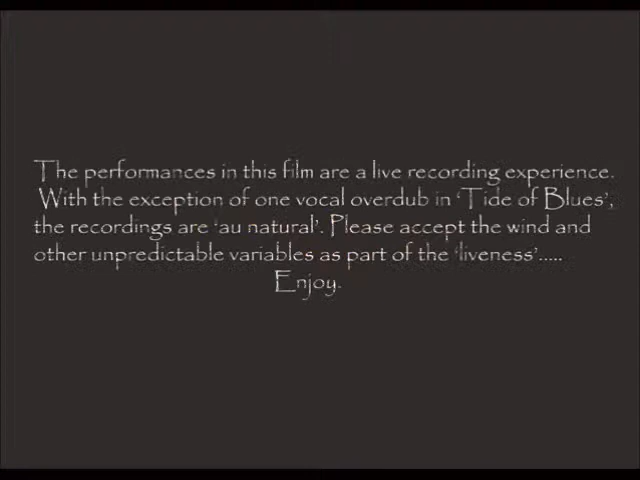 The performances in this film are a live recording experience.
With the exception of one vocal overdub in 'Tide of Blues',
the recordings are 'au natural'. Please accept the wind and
other unpredictable variables as part of the 'liveness'.....
Enjoy.